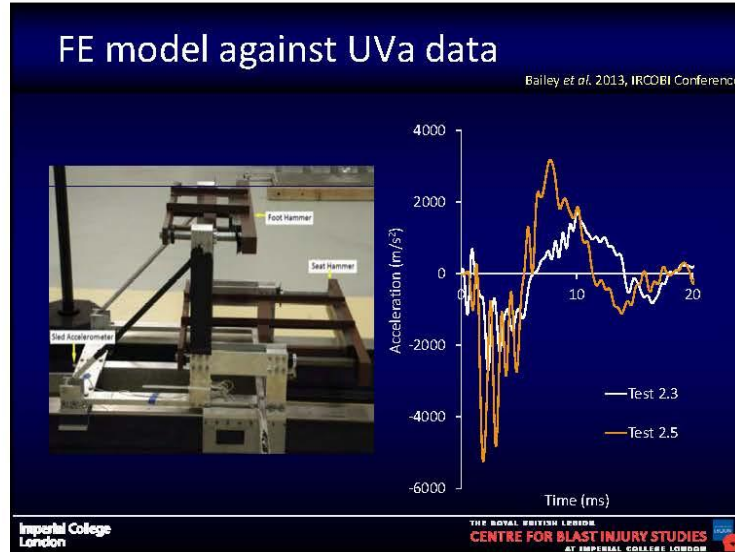 FE model against UVa data
Bailey et al. 2013, IRCOBI Conference
Foot Hammer
Seat Hammer
Sled Accelerometer
Acceleration (m/s²)
4000
2000
0
-2000
-4000
-6000
0
10
20
Test 2.3
Test 2.5
Time (ms)
Imperial College
London
THE ROYAL BRITISH LEGION
CENTRE FOR BLAST INJURY STUDIES
AT IMPERIAL COLLEGE LONDON